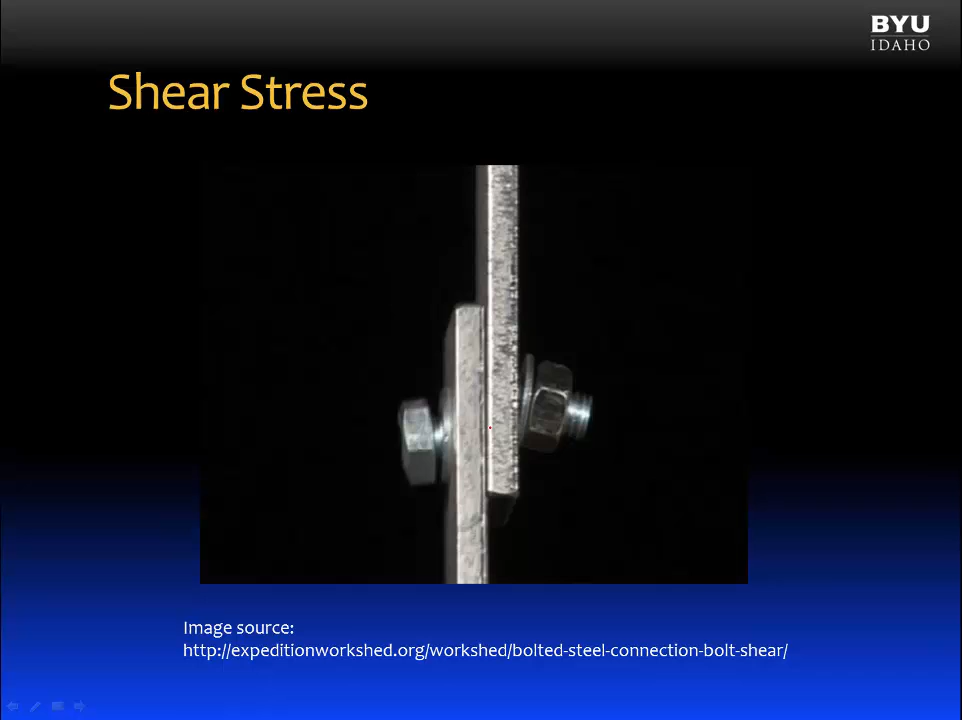 BYU
IDAHO
Shear Stress
Image source:
http://expeditionworkshed.org/workshed/bolted-steel-connection-bolt-shear/